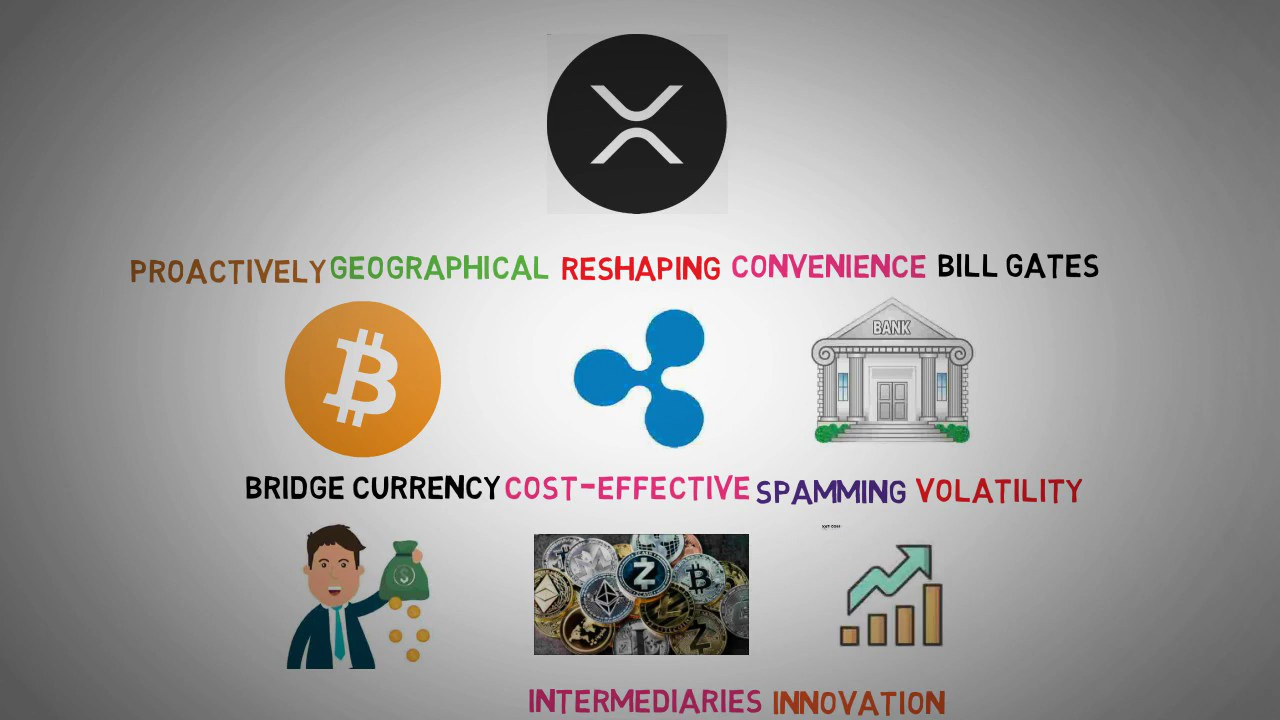 PROACTIVELY GEOGRAPHICAL RESHAPING CONVENIENCE BILL GATES
BANK
BRIDGE CURRENCY COST-EFFECTIVE SPAMMING VOLATILITY
INTERMEDIARIES INNOVATION